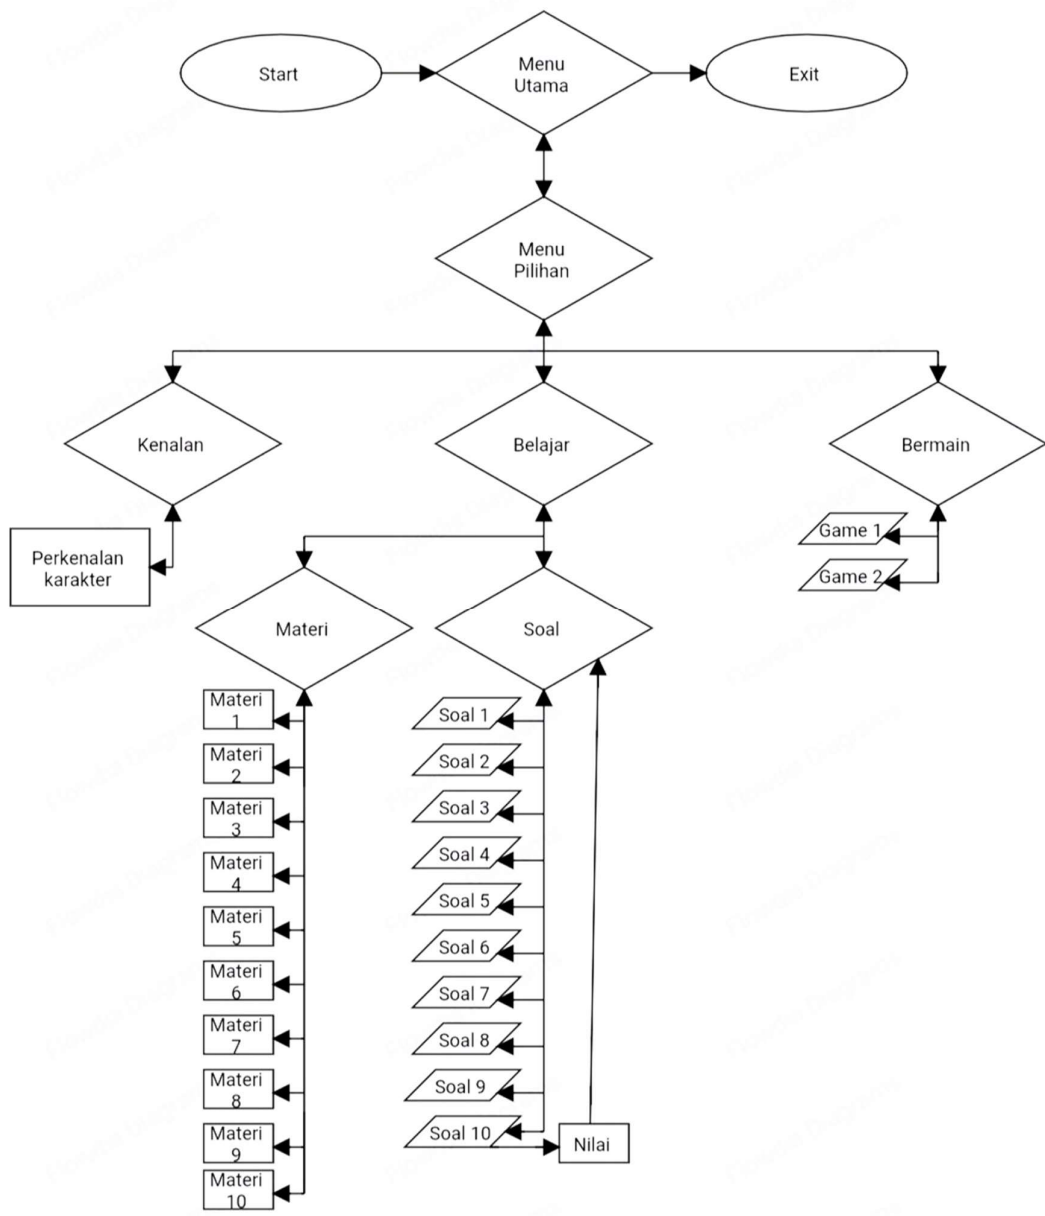 Start
Menu
Utama
Exit
Menu
Pilihan
Kenalan
Belajar
Bermain
Perkenalan
karakter
Game 1
Game 2
Materi
Soal
Materi
1
Materi
2
Materi
3
Materi
4
Materi
5
Materi
6
Materi
7
Materi
8
Materi
9
Materi
10
Soal 1
Soal 2
Soal 3
Soal 4
Soal 5
Soal 6
Soal 7
Soal 8
Soal 9
Soal 10
Nilai